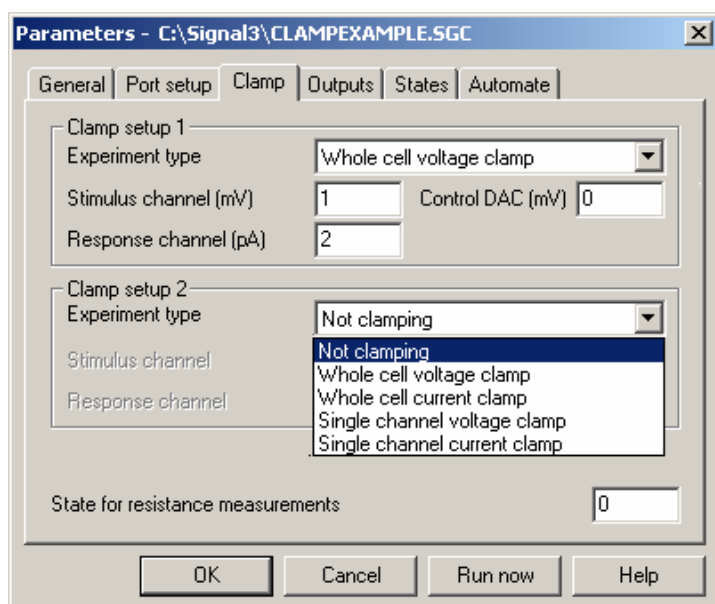 Parameters - C:\Signal3\CLAMPEXAMPLE.SGC
General Port setup Clamp Outputs States Automate
Clamp setup 1
Experiment type Whole cell voltage clamp
Stimulus channel (mV) 1 Control DAC (mV) 0
Response channel (pA) 2
Clamp setup 2
Experiment type Not clamping
Not clamping
Stimulus channel
Whole cell voltage clamp
Whole cell current clamp
Response channel
Single channel voltage clamp
Single channel current clamp
State for resistance measurements 0
OK Cancel Run now Help